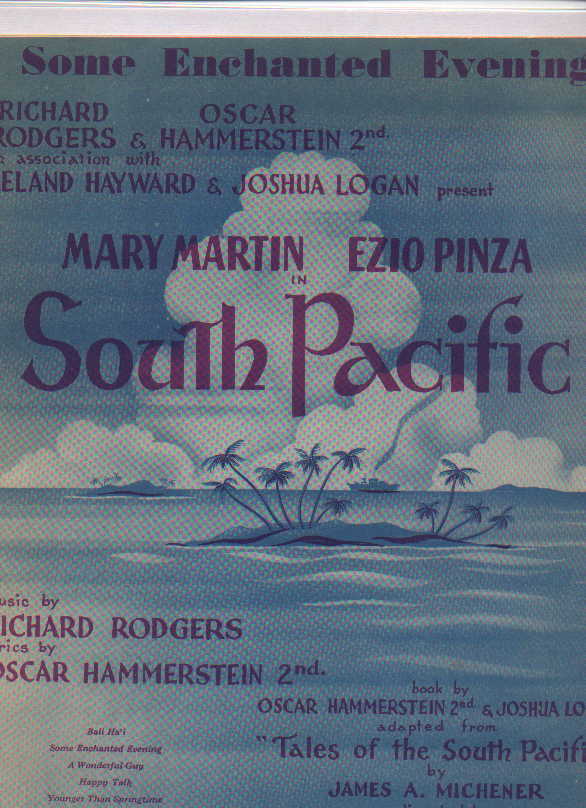 Some Enchanted Evening
RICHARD OSCAR
RODGERS & HAMMERSTEIN 2nd.
association with
ELAND HAYWARD & JOSHUA LOGAN present
MARY MARTIN EZIO PINZA
IN
South Pacific
usic by
ICHARD RODGERS
rics by
OSCAR HAMMERSTEIN 2nd.
book by
OSCAR HAMMERSTEIN 2nd. & JOSHUA LO
adapted from
"Tales of the South Pacifi
by
JAMES A. MICHENER
Bali Ha'i
Some Enchanted Evening
A Wonderful Guy
Happy Talk
Younger Than Springtime